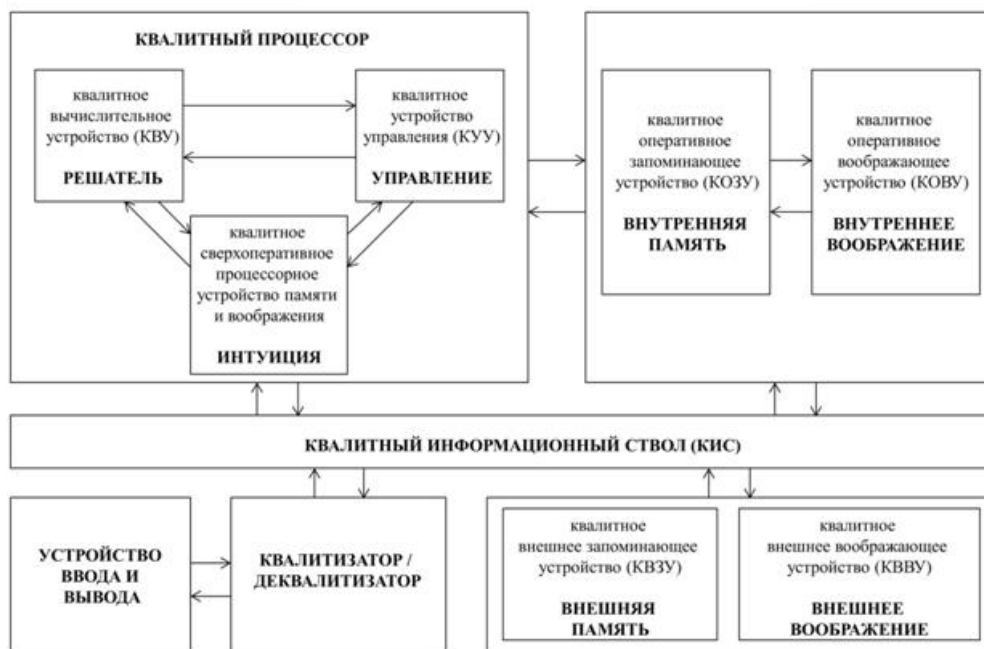 КВАЛИТНЫЙ ПРОЦЕССОР
квалитное
вычислительное
устройство (КВУ)
РЕШАТЕЛЬ
квалитное
устройство
управления (КУУ)
УПРАВЛЕНИЕ
квалитное
сверхоперативное
процессорное
устройство памяти
и воображения
ИНТУИЦИЯ
квалитное
оперативное
запоминающее
устройство (КОЗУ)
ВНУТРЕННЯЯ
ПАМЯТЬ
квалитное
оперативное
воображающее
устройство (КОВУ)
ВНУТРЕННЕЕ
ВООБРАЖЕНИЕ
КВАЛИТНЫЙ ИНФОРМАЦИОННЫЙ СТВОЛ (КИС)
УСТРОЙСТВО
ВВОДА И
ВЫВОДА
КВАЛИТИЗАТОР /
ДЕКВАЛИТИЗАТОР
квалитное
внешнее запоминающее
устройство (КВЗУ)
ВНЕШНЯЯ
ПАМЯТЬ
квалитное
внешнее воображающее
устройство (КВВУ)
ВНЕШНЕЕ
ВООБРАЖЕНИЕ